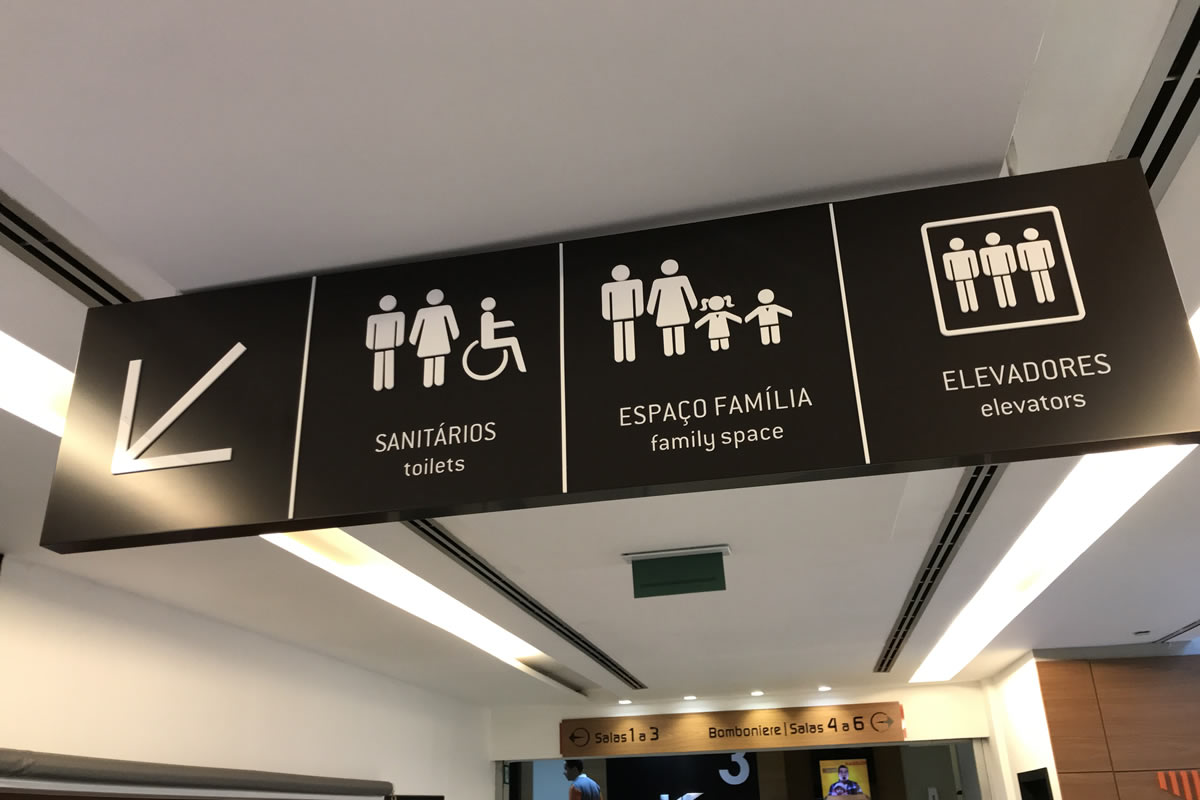 SANITÁRIOS
toilets
ESPAÇO FAMÍLIA
family space
ELEVADORES
elevators
Salas 1 a 3
Bomboniere | Salas 4 a 6
3